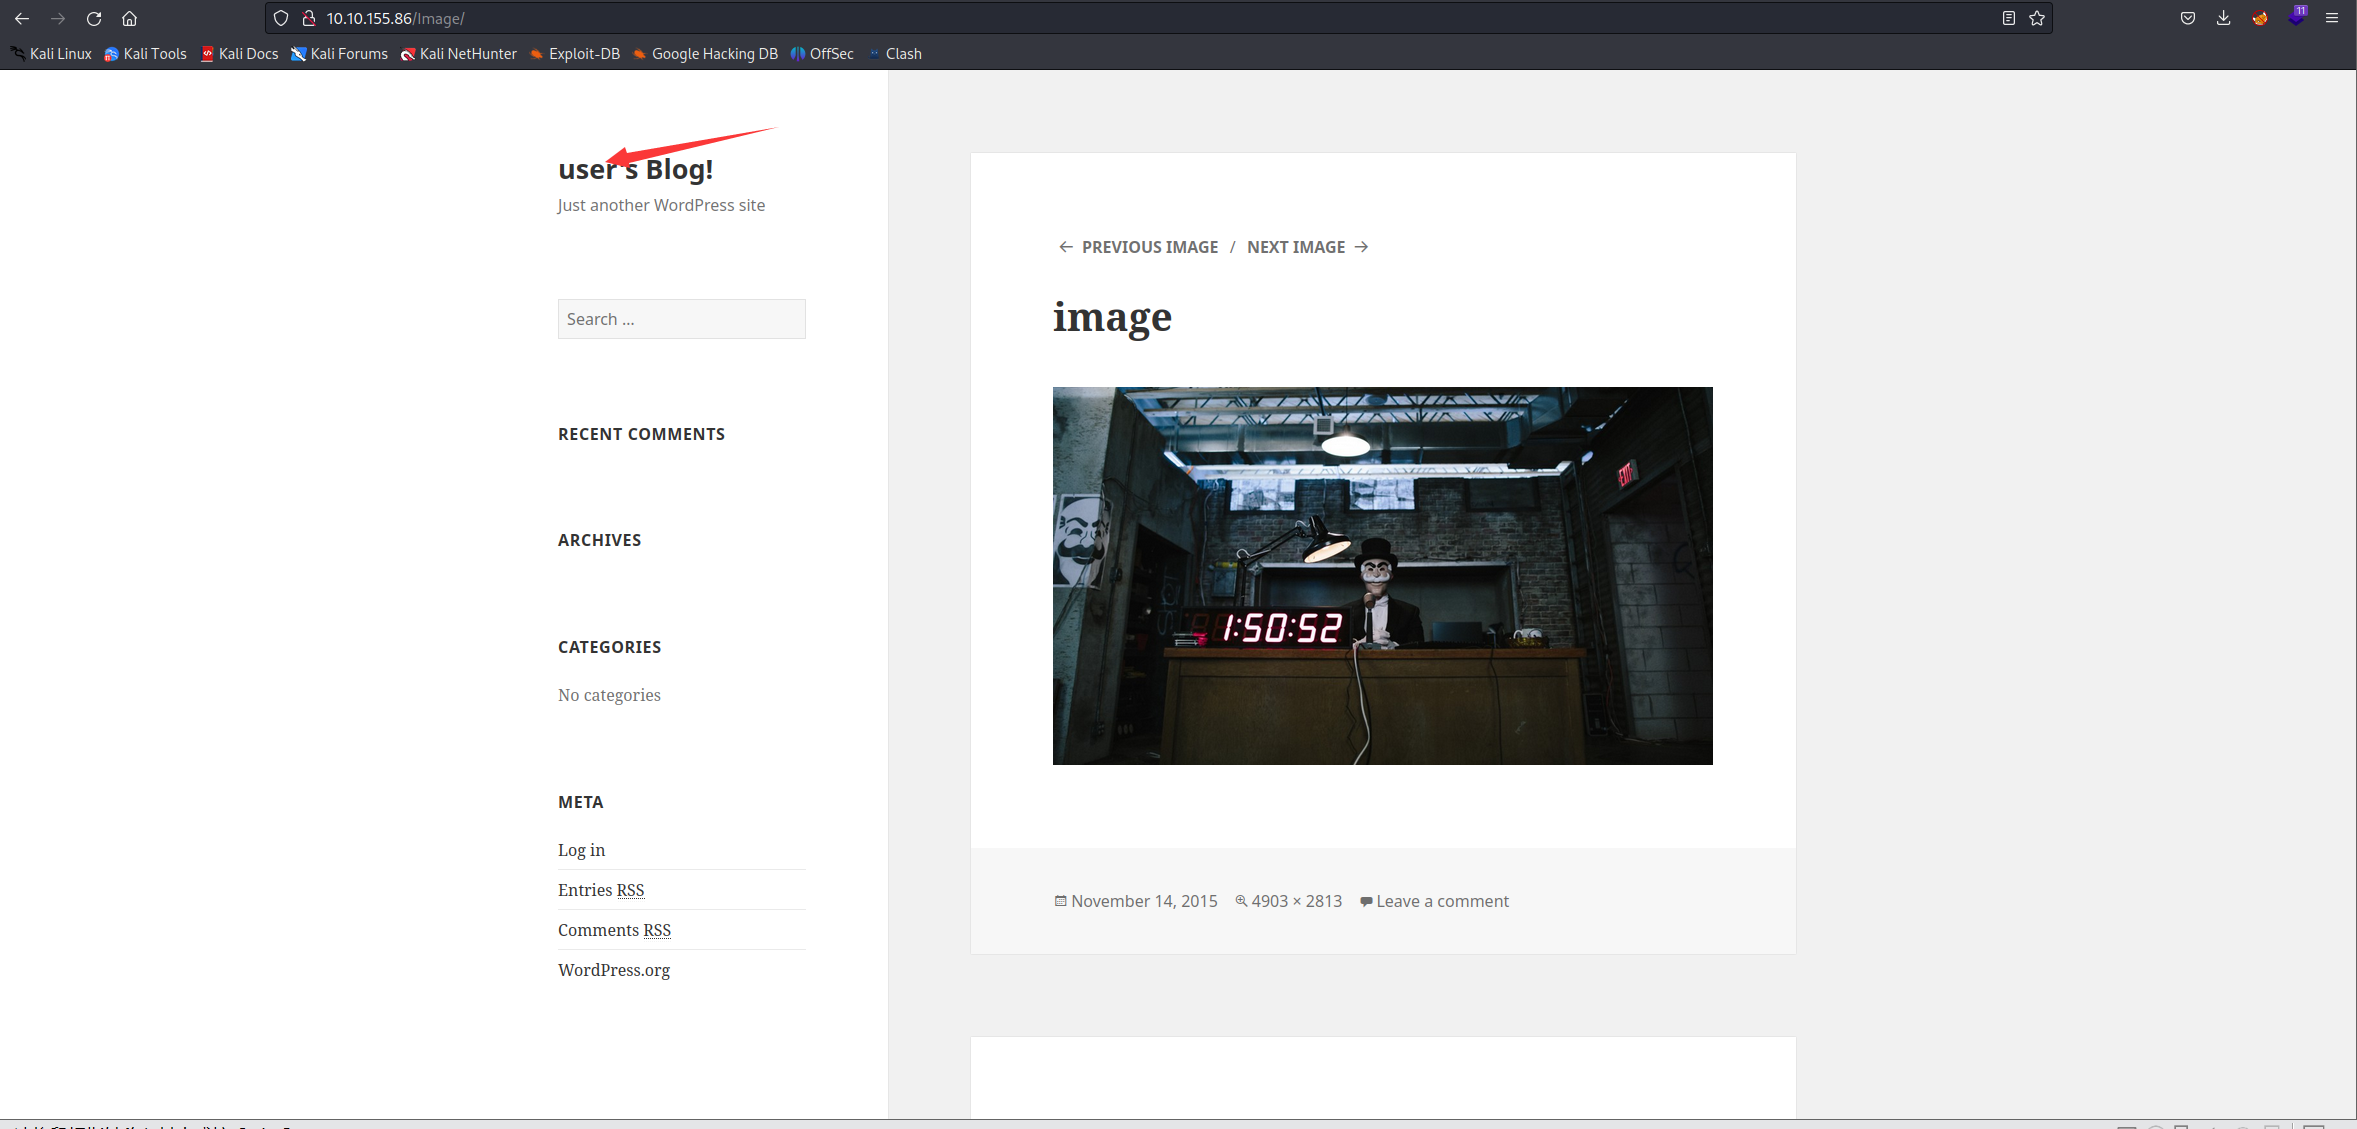 10.10.155.86/Image/
11
Kali Linux Kali Tools Kali Docs Kali Forums Kali NetHunter Exploit-DB Google Hacking DB OffSec Clash
user's Blog!
Just another WordPress site
Search ...
RECENT COMMENTS
ARCHIVES
CATEGORIES
No categories
META
Log in
Entries RSS
Comments RSS
WordPress.org
← PREVIOUS IMAGE / NEXT IMAGE →
image
EXIT
1:50:52
November 14, 2015 4903 × 2813 Leave a comment